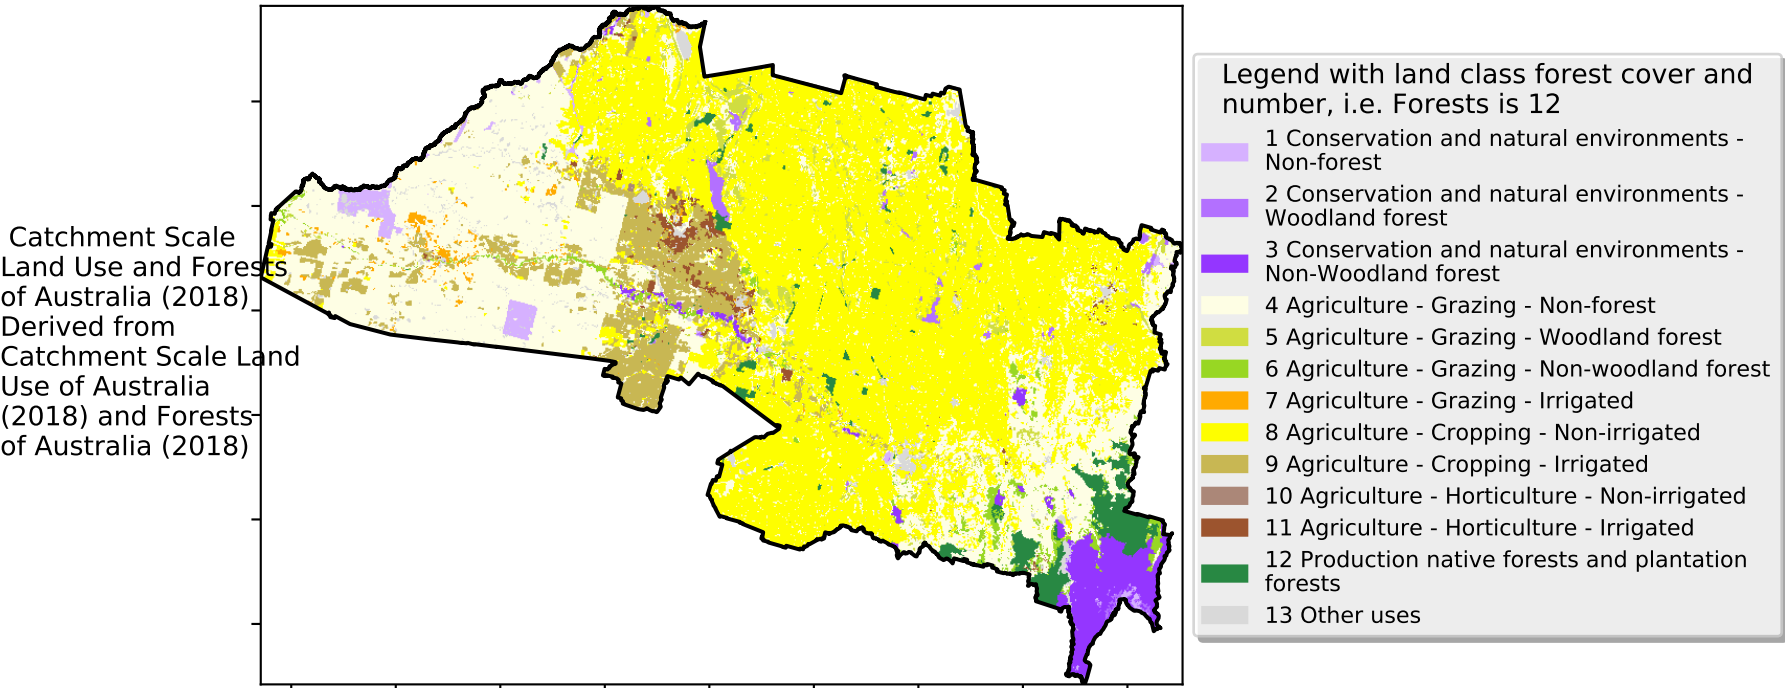 Catchment Scale
Land Use and Forests
of Australia (2018)
Derived from
Catchment Scale Land
Use of Australia
(2018) and Forests
of Australia (2018)
Legend with land class forest cover and
number, i.e. Forests is 12
1 Conservation and natural environments -
Non-forest
2 Conservation and natural environments -
Woodland forest
3 Conservation and natural environments -
Non-Woodland forest
4 Agriculture - Grazing - Non-forest
5 Agriculture - Grazing - Woodland forest
6 Agriculture - Grazing - Non-woodland forest
7 Agriculture - Grazing - Irrigated
8 Agriculture - Cropping - Non-irrigated
9 Agriculture - Cropping - Irrigated
10 Agriculture - Horticulture - Non-irrigated
11 Agriculture - Horticulture - Irrigated
12 Production native forests and plantation
forests
13 Other uses